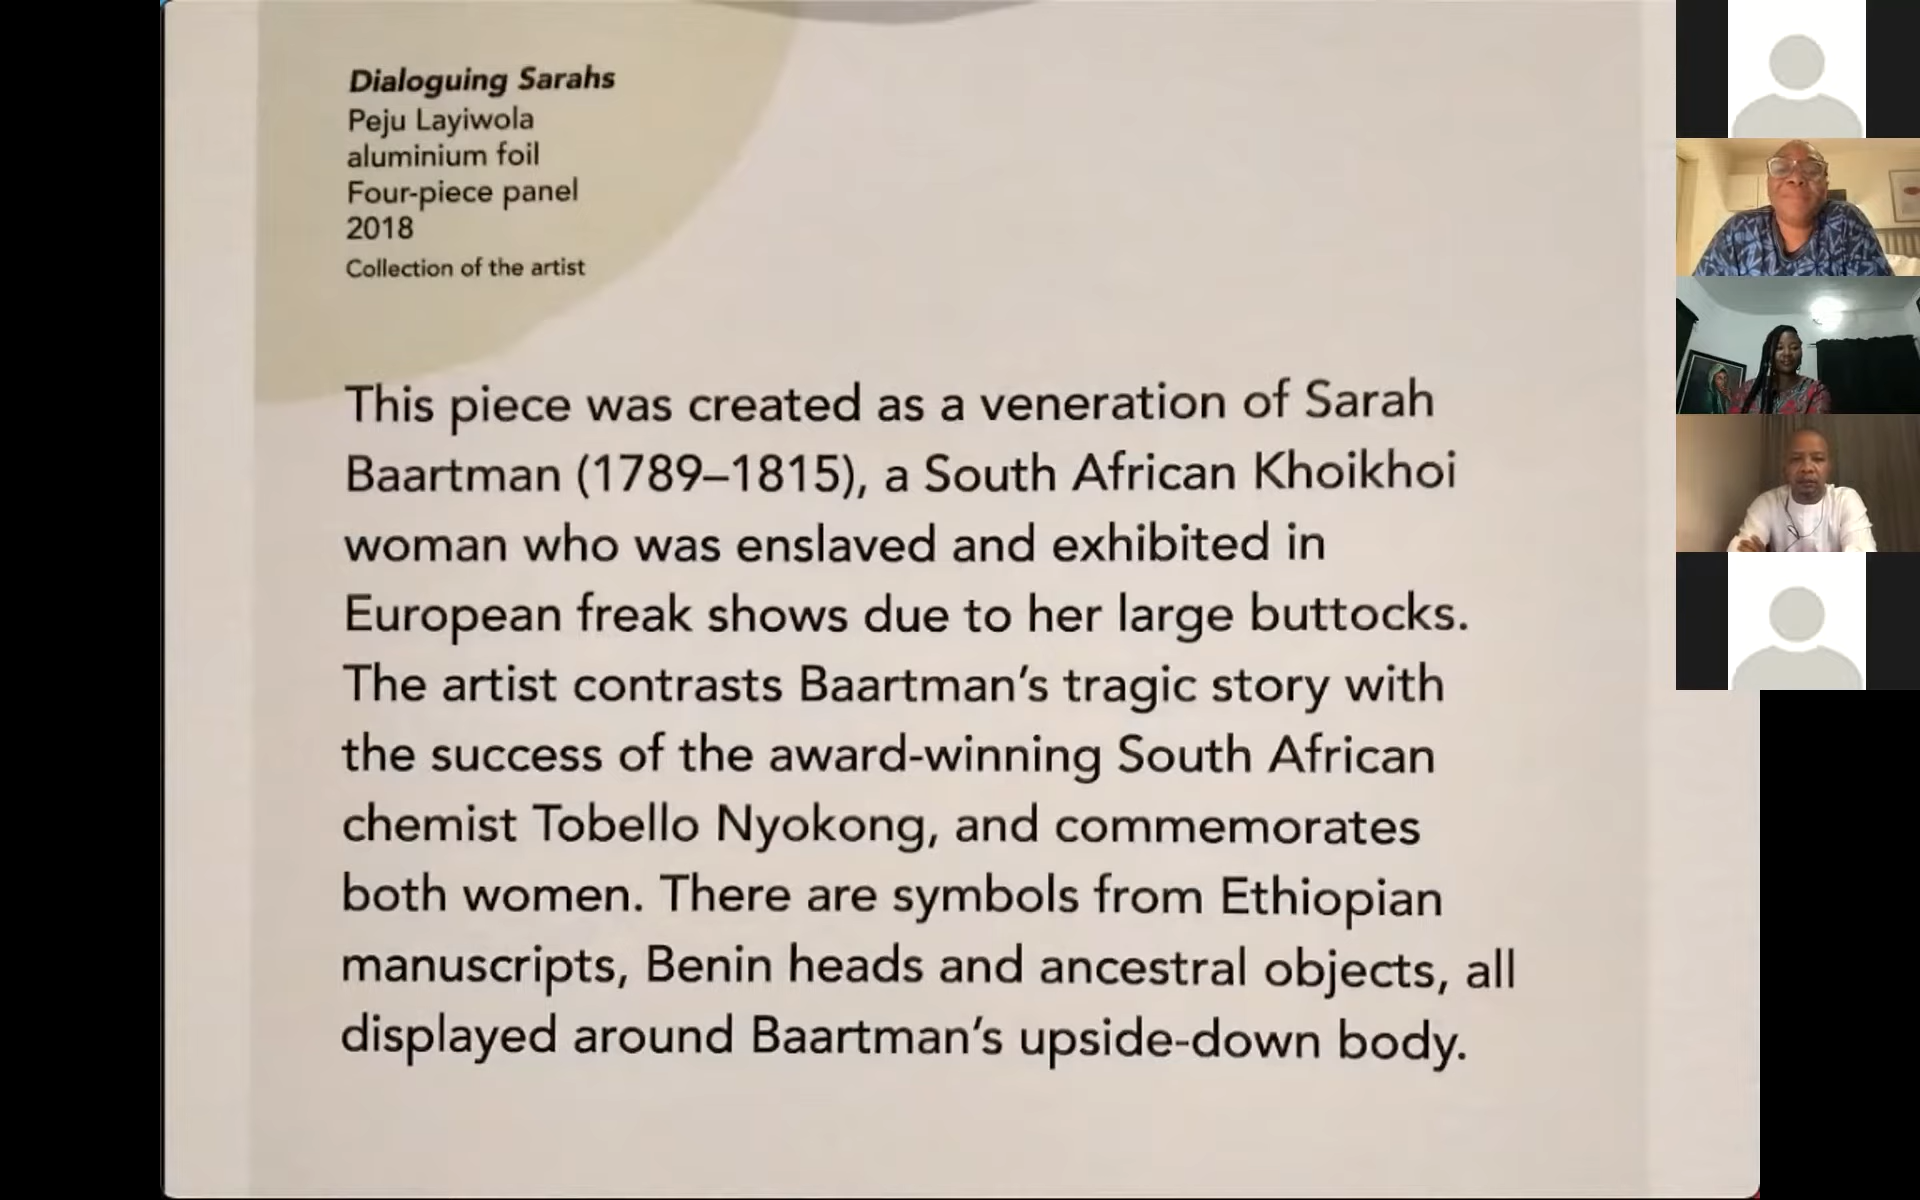 Dialoguing Sarahs
Peju Layiwola
aluminium foil
Four-piece panel
2018
Collection of the artist
This piece was created as a veneration of Sarah
Baartman (1789–1815), a South African Khoikhoi
woman who was enslaved and exhibited in
European freak shows due to her large buttocks.
The artist contrasts Baartman's tragic story with
the success of the award-winning South African
chemist Tobello Nyokong, and commemorates
both women. There are symbols from Ethiopian
manuscripts, Benin heads and ancestral objects, all
displayed around Baartman's upside-down body.